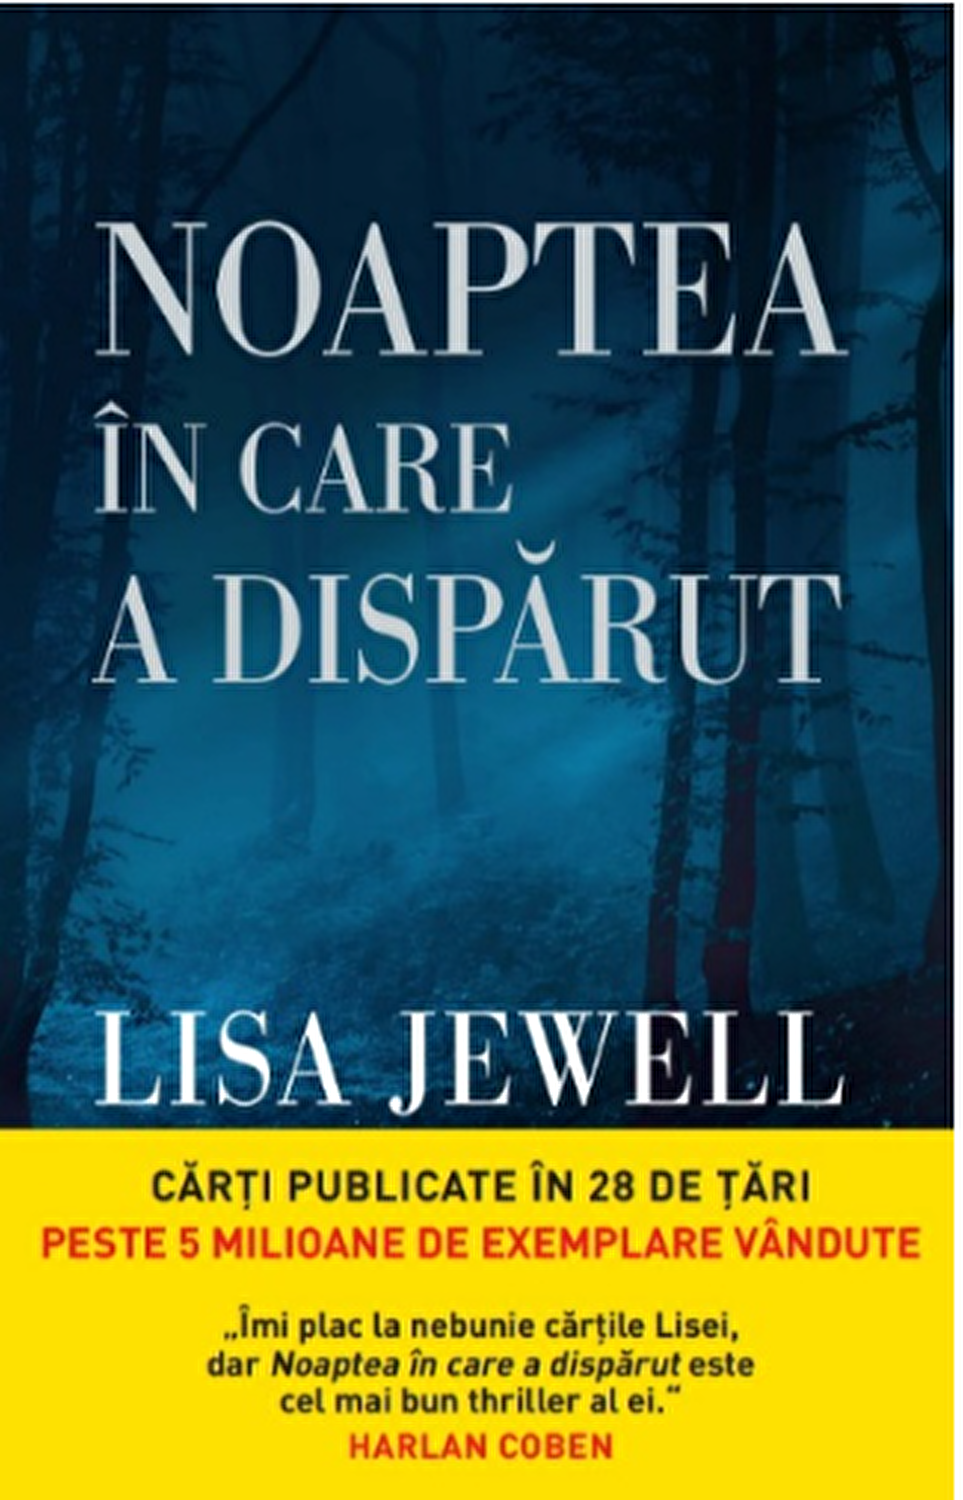 NOAPTEA
ÎN CARE
A DISPĂRUT
LISA JEWELL
CĂRȚI PUBLICATE ÎN 28 DE ȚĂRI
PESTE 5 MILIOANE DE EXEMPLARE VÂNDUTE
„Îmi plac la nebunie cărțile Lisei,
dar Noaptea în care a dispărut este
cel mai bun thriller al ei.“
HARLAN COBEN